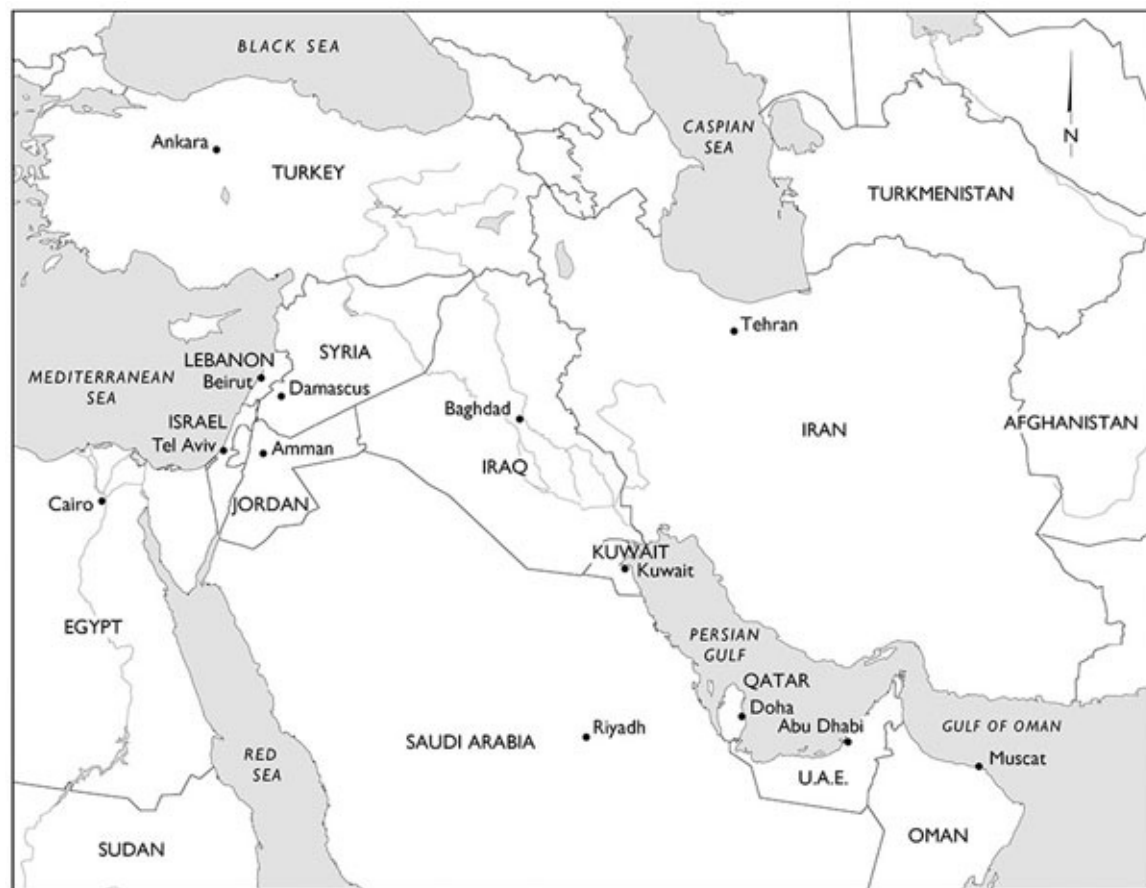 BLACK SEA
CASPIAN
SEA
N
Ankara
TURKEY
TURKMENISTAN
Tehran
SYRIA
LEBANON
Beirut
MEDITERRANEAN
SEA
Damascus
Baghdad
ISRAEL
Tel Aviv
Amman
IRAN
AFGHANISTAN
IRAQ
Cairo
JORDAN
KUWAIT
Kuwait
EGYPT
PERSIAN
GULF
QATAR
Doha
Abu Dhabi
GULF OF OMAN
Riyadh
SAUDI ARABIA
RED
SEA
Muscat
U.A.E.
OMAN
SUDAN